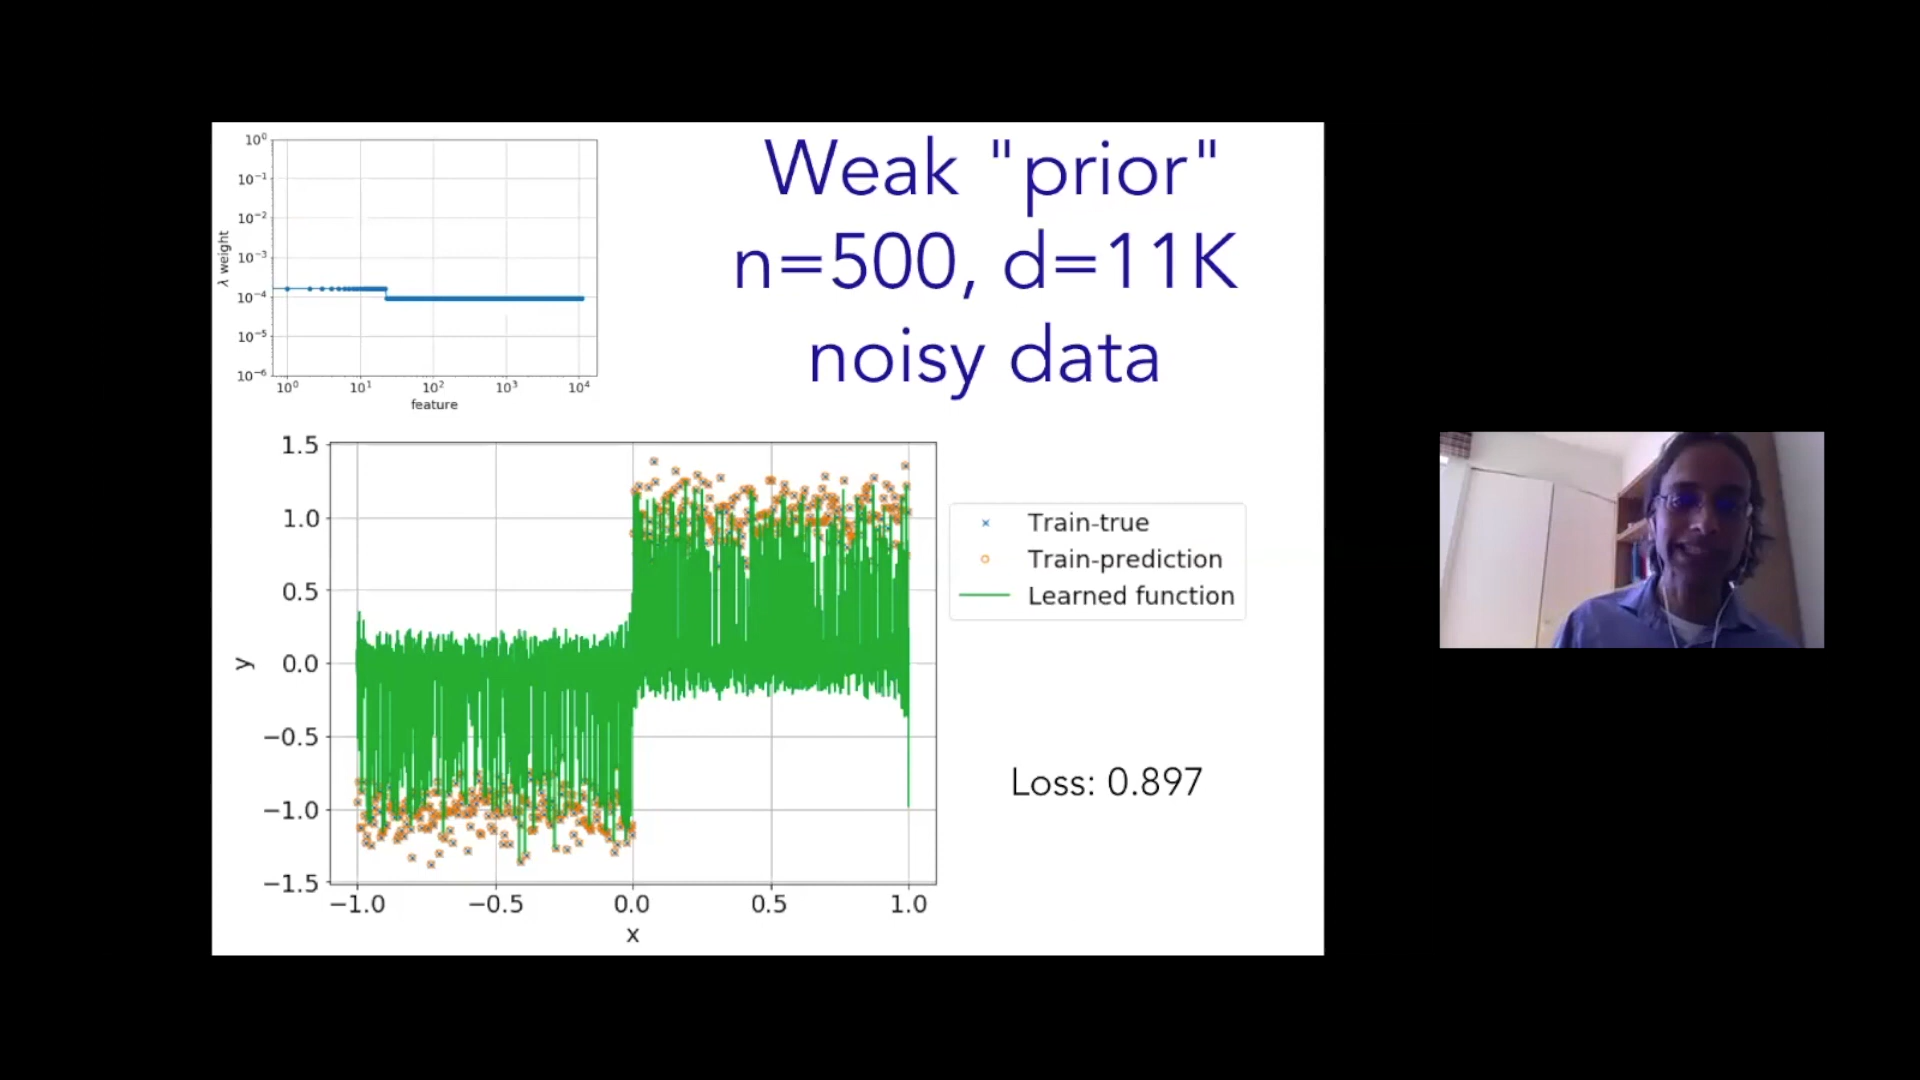 Weak "prior"
n=500, d=11K
noisy data
10⁰
10⁻¹
10⁻²
10⁻³
10⁻⁴
10⁻⁵
10⁻⁶
λ weight
10⁰ 10¹ 10² 10³ 10⁴
feature
1.5
1.0
0.5
0.0
−0.5
−1.0
−1.5
y
−1.0 −0.5 0.0 0.5 1.0
x
Train-true
Train-prediction
Learned function
Loss: 0.897